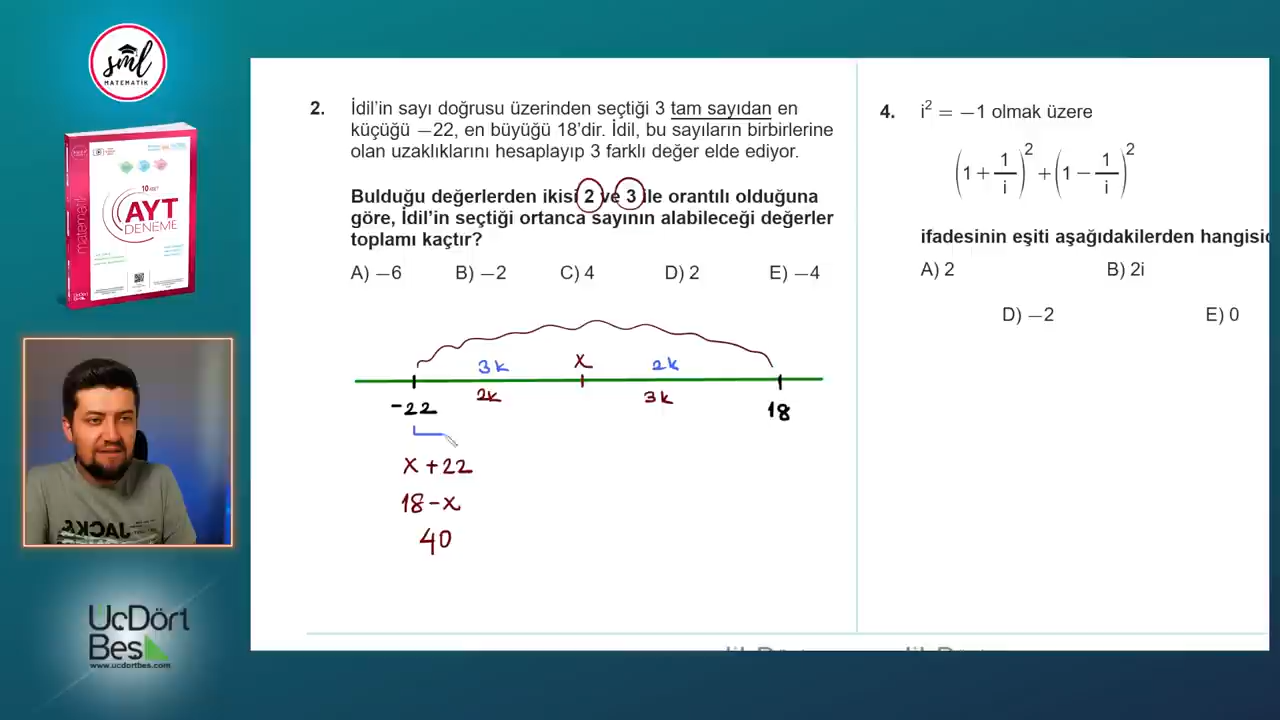 sml
MATEMATİK
10 ADET
AYT
DENEME
matematik
UcDört
Beş
www.ucdortbes.com
2. İdil'in sayı doğrusu üzerinden seçtiği 3 tam sayıdan en
küçüğü −22, en büyüğü 18'dir. İdil, bu sayıların birbirlerine
olan uzaklıklarını hesaplayıp 3 farklı değer elde ediyor.
Bulduğu değerlerden ikisi 2 ve 3 ile orantılı olduğuna
göre, İdil'in seçtiği ortanca sayının alabileceği değerler
toplamı kaçtır?
A) −6 B) −2 C) 4 D) 2 E) −4
3k x 2k
2k 3k
-22 18
x + 22
18 - x
40
4. i² = −1 olmak üzere
(1 + 1/i)² + (1 − 1/i)²
ifadesinin eşiti aşağıdakilerden
A) 2 B) 2i
D) −2 E) 0